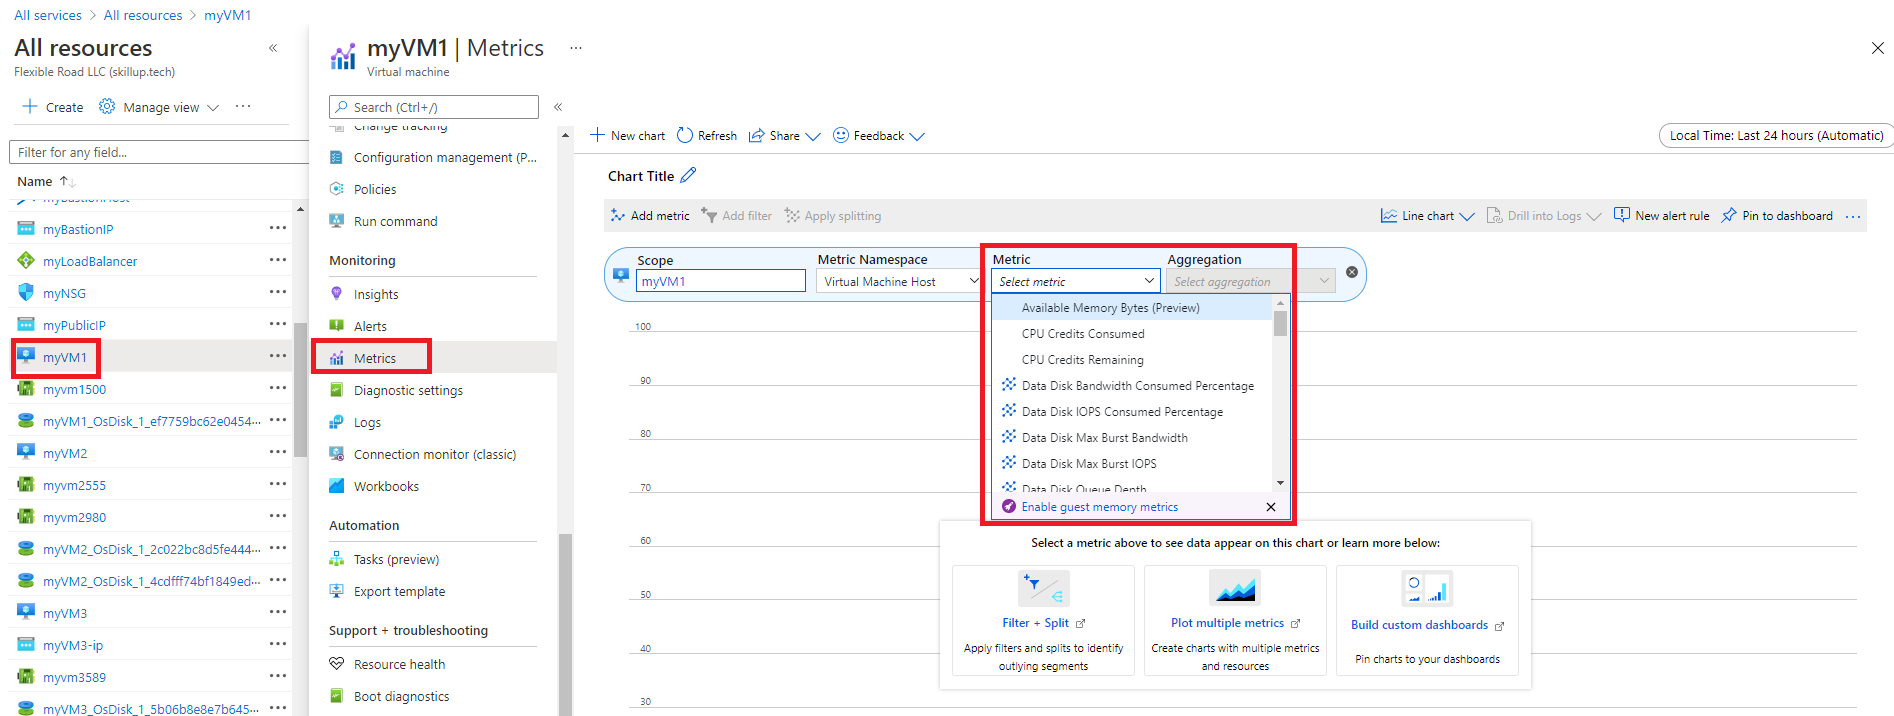 All services > All resources > myVM1
All resources
«
Flexible Road LLC (skillup.tech)
Create
Manage view
...
Filter for any field...
Name
myBastionHost
myBastionIP
...
myLoadBalancer
...
myNSG
...
myPublicIP
...
myVM1
...
myvm1500
...
myVM1_OsDisk_1_ef7759bc62e0454...
...
myVM2
...
myvm2555
...
myvm2980
...
myVM2_OsDisk_1_2c022bc8d5fe444...
...
myVM2_OsDisk_1_4cdfff74bf1849ed...
...
myVM3
...
myVM3-ip
...
myvm3589
...
myVM3_OsDisk_1_5b06b8e8e7b645...
...
myVM1 | Metrics
...
Virtual machine
Search (Ctrl+/)
«
Change tracking
Configuration management (P...
Policies
Run command
Monitoring
Insights
Alerts
Metrics
Diagnostic settings
Logs
Connection monitor (classic)
Workbooks
Automation
Tasks (preview)
Export template
Support + troubleshooting
Resource health
Boot diagnostics
New chart
Refresh
Share
Feedback
Local Time: Last 24 hours (Automatic)
Chart Title
Add metric
Add filter
Apply splitting
Line chart
Drill into Logs
New alert rule
Pin to dashboard
...
Scope
myVM1
Metric Namespace
Virtual Machine Host
Metric
Select metric
Aggregation
Select aggregation
Available Memory Bytes (Preview)
CPU Credits Consumed
CPU Credits Remaining
Data Disk Bandwidth Consumed Percentage
Data Disk IOPS Consumed Percentage
Data Disk Max Burst Bandwidth
Data Disk Max Burst IOPS
Data Disk Queue Depth
Enable guest memory metrics
100
90
80
70
60
50
40
30
Select a metric above to see data appear on this chart or learn more below:
Filter + Split
Apply filters and splits to identify
outlying segments
Plot multiple metrics
Create charts with multiple metrics
and resources
Build custom dashboards
Pin charts to your dashboards